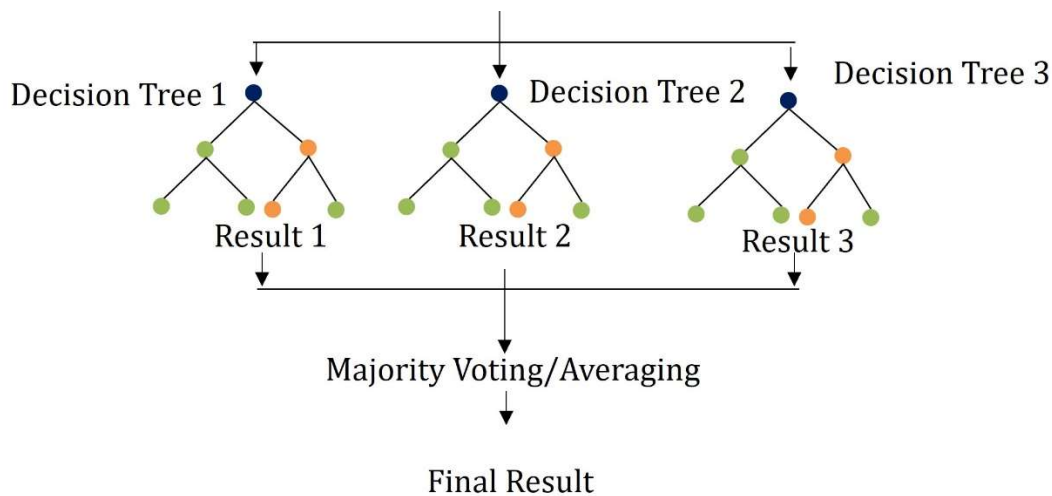 Decision Tree 1
Decision Tree 2
Decision Tree 3
Result 1
Result 2
Result 3
Majority Voting/Averaging
Final Result